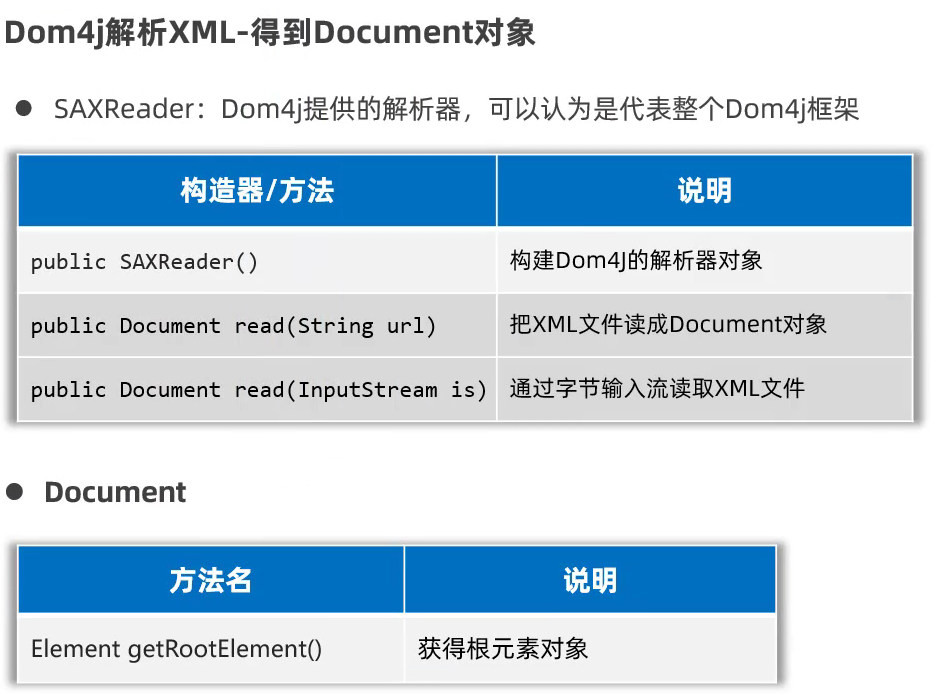 Dom4j解析XML-得到Document对象
● SAXReader：Dom4j提供的解析器，可以认为是代表整个Dom4j框架
构造器/方法 说明
public SAXReader() 构建Dom4J的解析器对象
public Document read(String url) 把XML文件读成Document对象
public Document read(InputStream is) 通过字节输入流读取XML文件
● Document
方法名 说明
Element getRootElement() 获得根元素对象